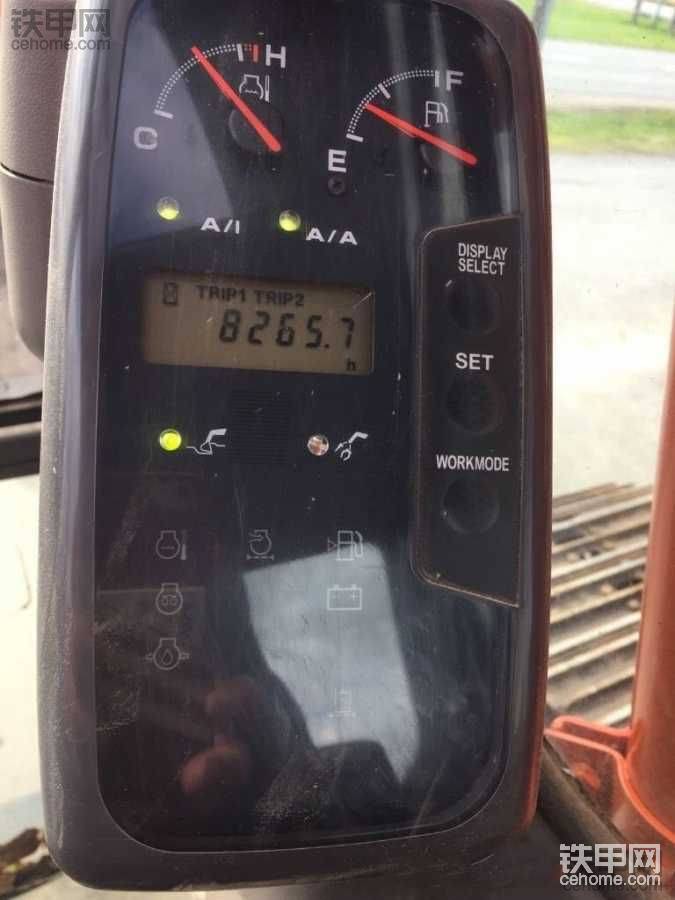 铁甲网
cehome.com
H
F
C
E
A/I
A/A
DISPLAY
SELECT
TRIP1 TRIP2
8265.7
h
SET
WORKMODE
铁甲网
cehome.com